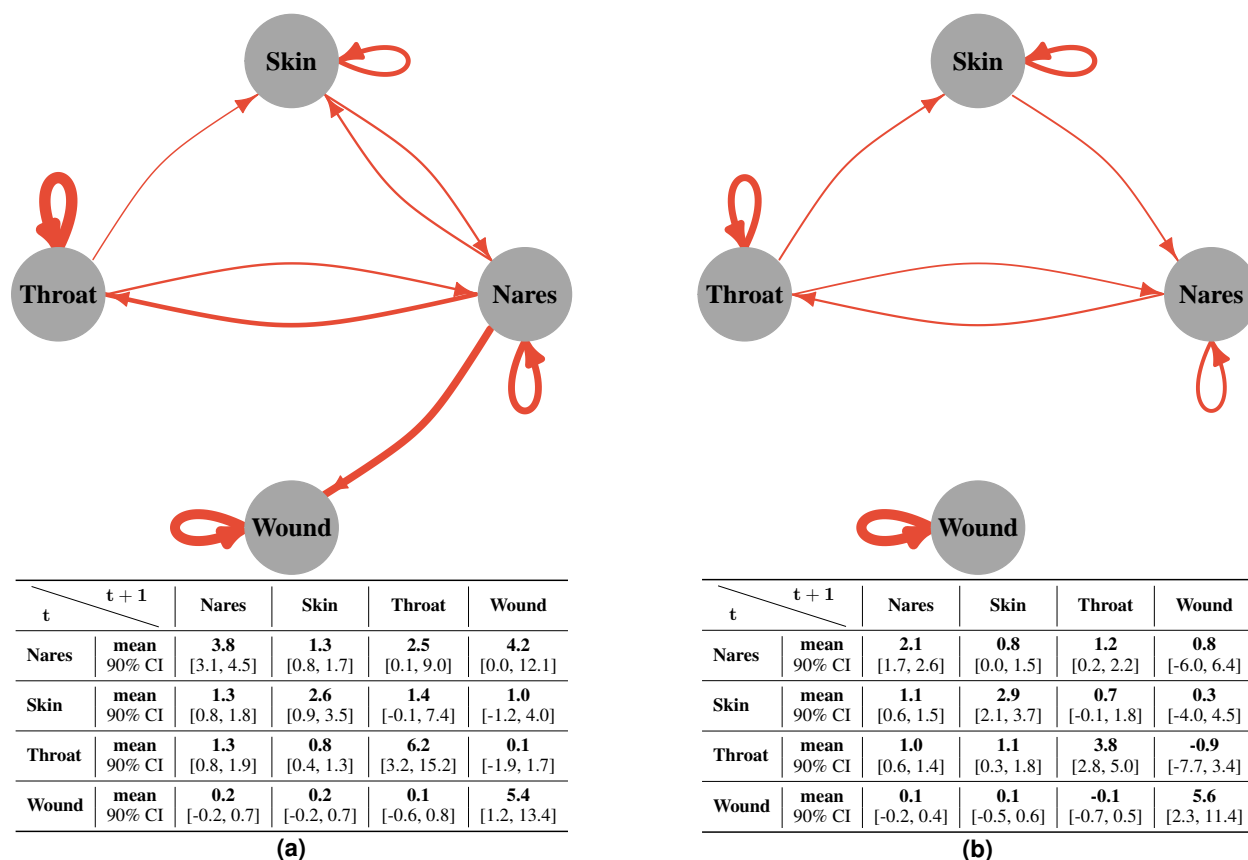 Skin
Throat
Nares
Wound
t + 1
t
Nares Skin Throat Wound
Nares mean 3.8 1.3 2.5 4.2
90% CI [3.1, 4.5] [0.8, 1.7] [0.1, 9.0] [0.0, 12.1]
Skin mean 1.3 2.6 1.4 1.0
90% CI [0.8, 1.8] [0.9, 3.5] [-0.1, 7.4] [-1.2, 4.0]
Throat mean 1.3 0.8 6.2 0.1
90% CI [0.8, 1.9] [0.4, 1.3] [3.2, 15.2] [-1.9, 1.7]
Wound mean 0.2 0.2 0.1 5.4
90% CI [-0.2, 0.7] [-0.2, 0.7] [-0.6, 0.8] [1.2, 13.4]
(a)
Skin
Throat
Nares
Wound
t + 1
t
Nares Skin Throat Wound
Nares mean 2.1 0.8 1.2 0.8
90% CI [1.7, 2.6] [0.0, 1.5] [0.2, 2.2] [-6.0, 6.4]
Skin mean 1.1 2.9 0.7 0.3
90% CI [0.6, 1.5] [2.1, 3.7] [-0.1, 1.8] [-4.0, 4.5]
Throat mean 1.0 1.1 3.8 -0.9
90% CI [0.6, 1.4] [0.3, 1.8] [2.8, 5.0] [-7.7, 3.4]
Wound mean 0.1 0.1 -0.1 5.6
90% CI [-0.2, 0.4] [-0.5, 0.6] [-0.7, 0.5] [2.3, 11.4]
(b)